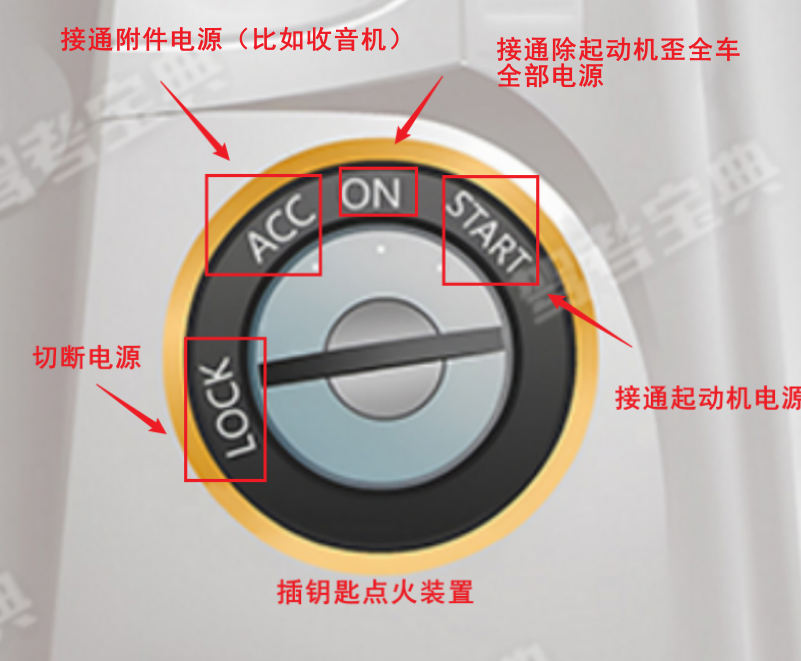 接通附件电源（比如收音机）
接通除起动机歪全车
全部电源
ACC
ON
START
LOCK
切断电源
接通起动机电源
插钥匙点火装置
智考宝典
智考宝典